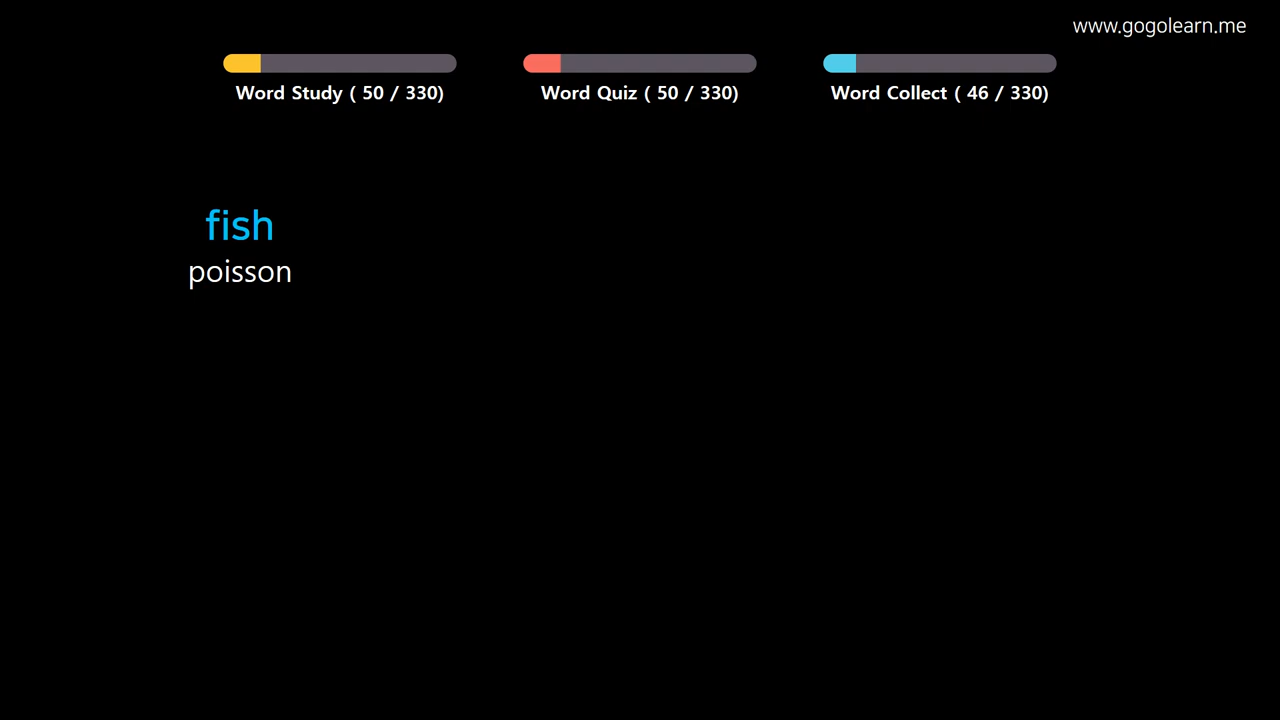 www.gogolearn.me
Word Study ( 50 / 330)
Word Quiz ( 50 / 330)
Word Collect ( 46 / 330)
fish
poisson